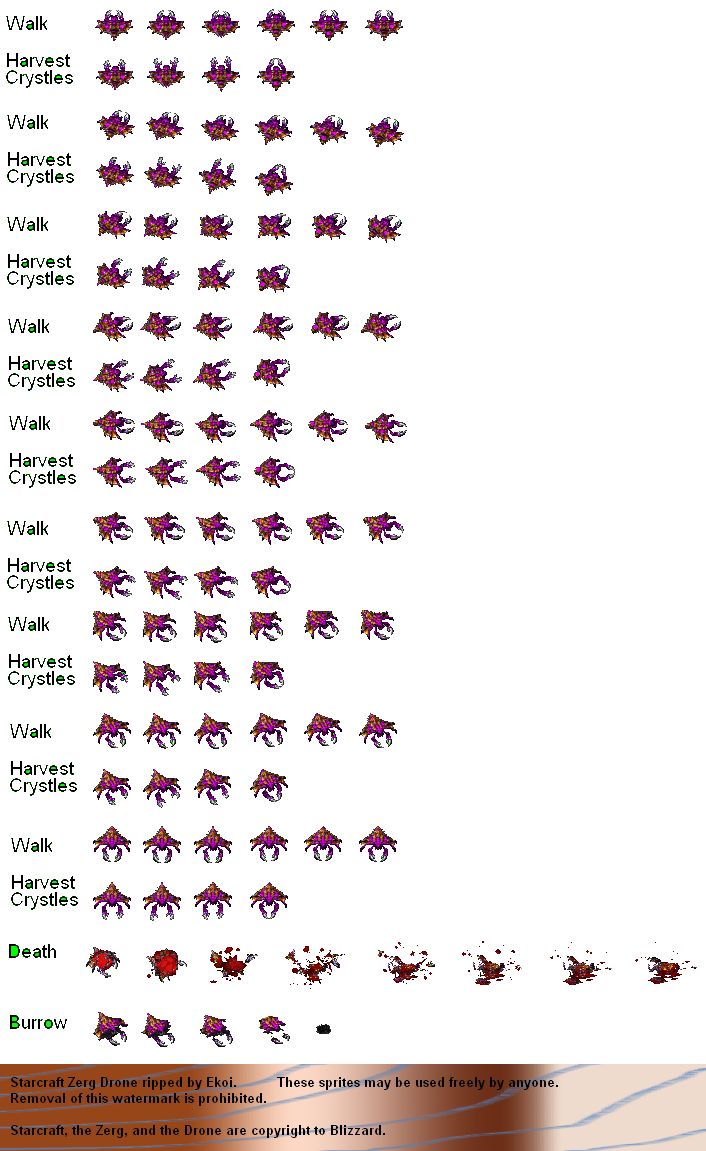 Walk
Harvest
Crystles
Walk
Harvest
Crystles
Walk
Harvest
Crystles
Walk
Harvest
Crystles
Walk
Harvest
Crystles
Walk
Harvest
Crystles
Walk
Harvest
Crystles
Walk
Harvest
Crystles
Walk
Harvest
Crystles
Death
Burrow
Starcraft Zerg Drone ripped by Ekoi. These sprites may be used freely by anyone.
Removal of this watermark is prohibited.
Starcraft, the Zerg, and the Drone are copyright to Blizzard.